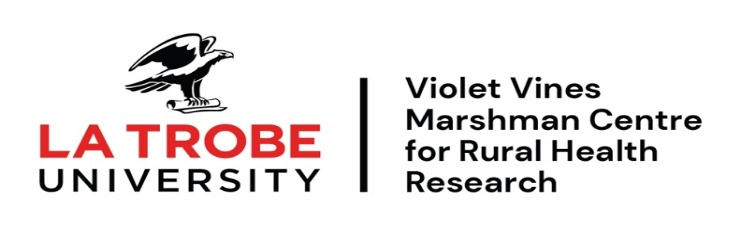 LA TROBE
UNIVERSITY
Violet Vines
Marshman Centre
for Rural Health
Research